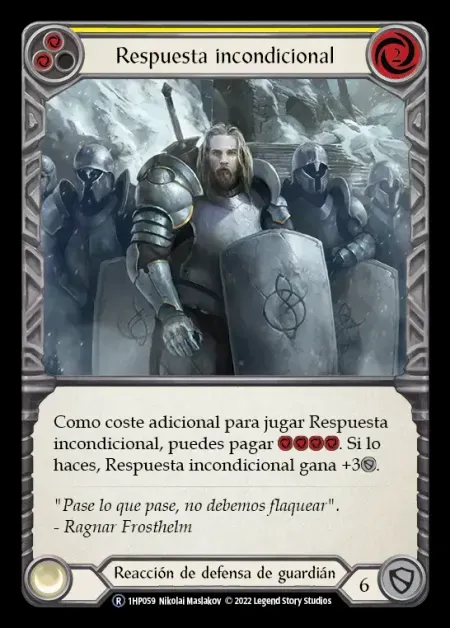 2
Respuesta incondicional
Como coste adicional para jugar Respuesta
incondicional, puedes pagar . Si lo
haces, Respuesta incondicional gana +3.
"Pase lo que pase, no debemos flaquear".
- Ragnar Frosthelm
Reacción de defensa de guardián
6
R 1HP059 Nikolai Maslakov © 2022 Legend Story Studios